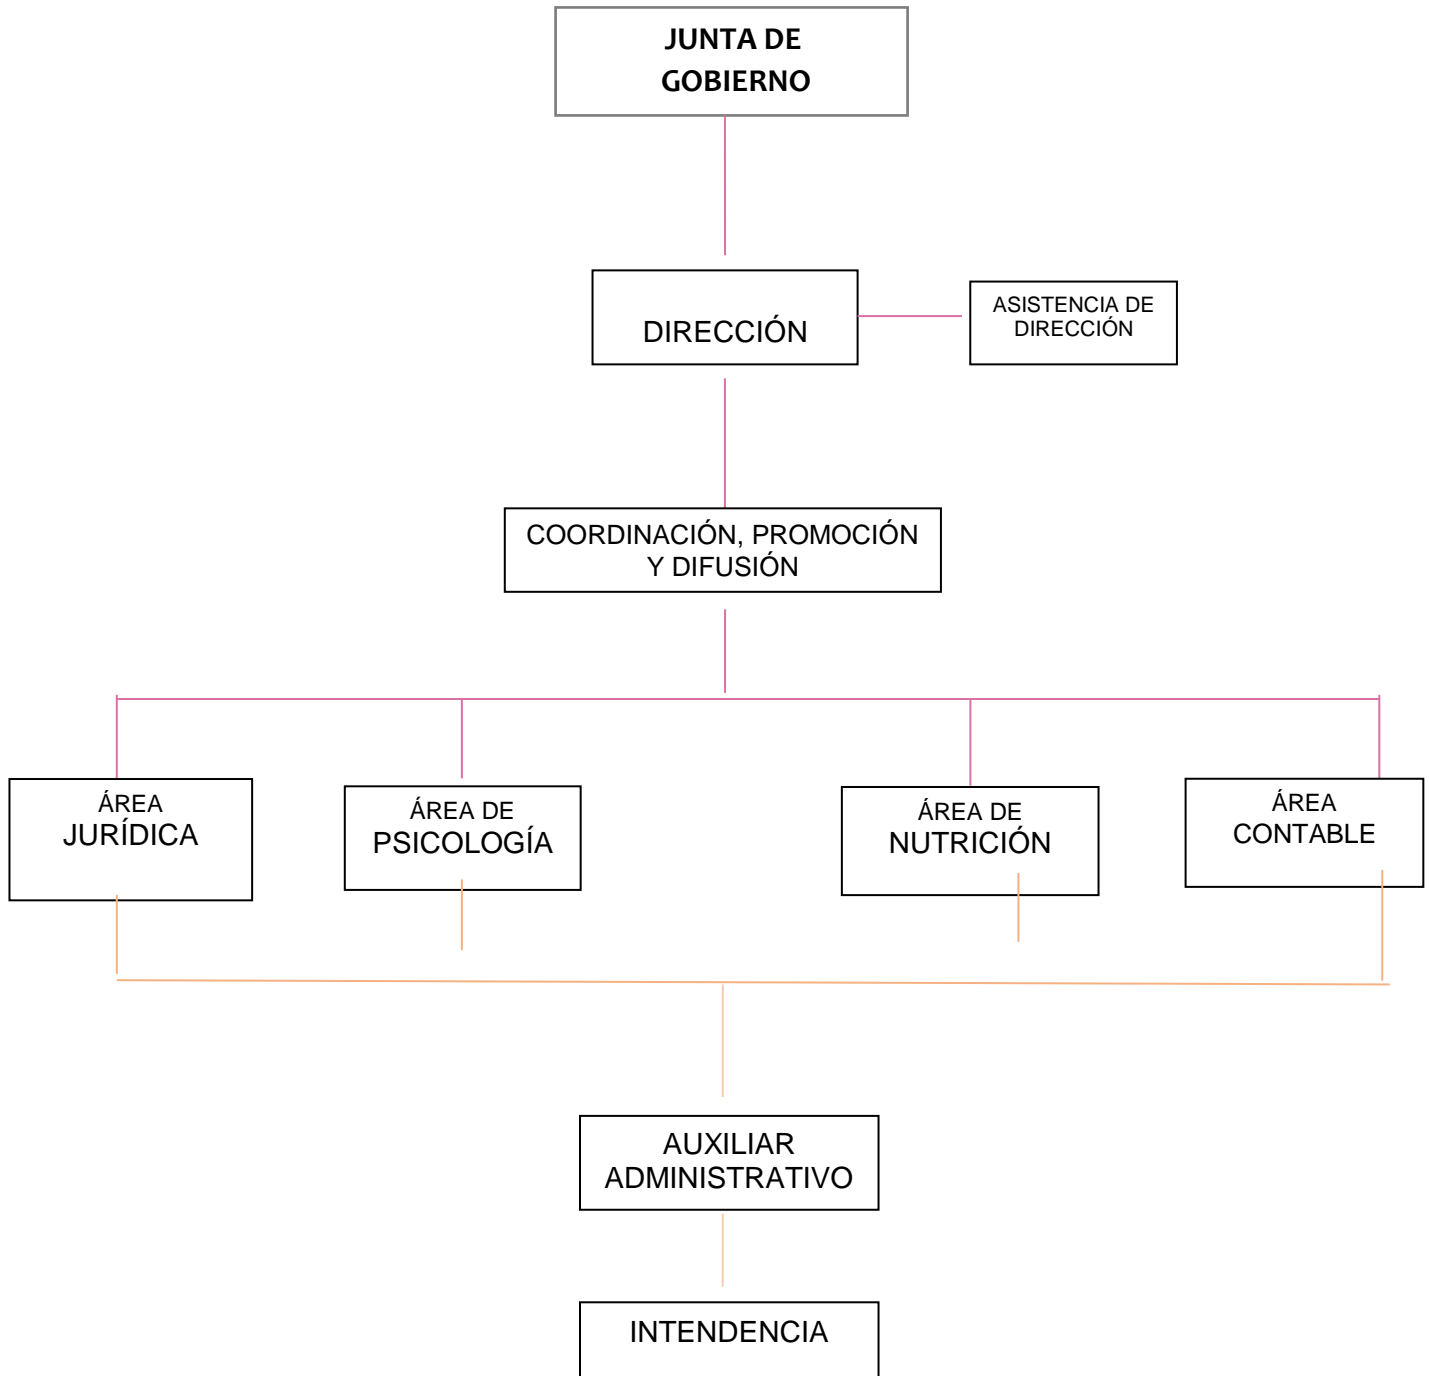 JUNTA DE
GOBIERNO
DIRECCIÓN
ASISTENCIA DE
DIRECCIÓN
COORDINACIÓN, PROMOCIÓN
Y DIFUSIÓN
ÁREA
JURÍDICA
ÁREA DE
PSICOLOGÍA
ÁREA DE
NUTRICIÓN
ÁREA
CONTABLE
AUXILIAR
ADMINISTRATIVO
INTENDENCIA